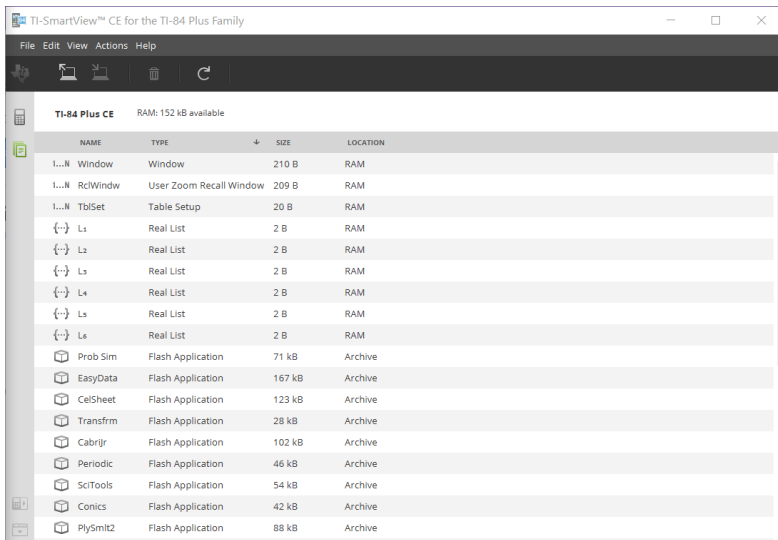 TI-SmartView™ CE for the TI-84 Plus Family
File Edit View Actions Help
TI-84 Plus CE RAM: 152 kB available
NAME TYPE SIZE LOCATION
1...N Window Window 210 B RAM
1...N RclWindw User Zoom Recall Window 209 B RAM
1...N TblSet Table Setup 20 B RAM
{...} L₁ Real List 2 B RAM
{...} L₂ Real List 2 B RAM
{...} L₃ Real List 2 B RAM
{...} L₄ Real List 2 B RAM
{...} L₅ Real List 2 B RAM
{...} L₆ Real List 2 B RAM
Prob Sim Flash Application 71 kB Archive
EasyData Flash Application 167 kB Archive
CelSheet Flash Application 123 kB Archive
Transfrm Flash Application 28 kB Archive
CabriJr Flash Application 102 kB Archive
Periodic Flash Application 46 kB Archive
SciTools Flash Application 54 kB Archive
Conics Flash Application 42 kB Archive
PlySmlt2 Flash Application 88 kB Archive